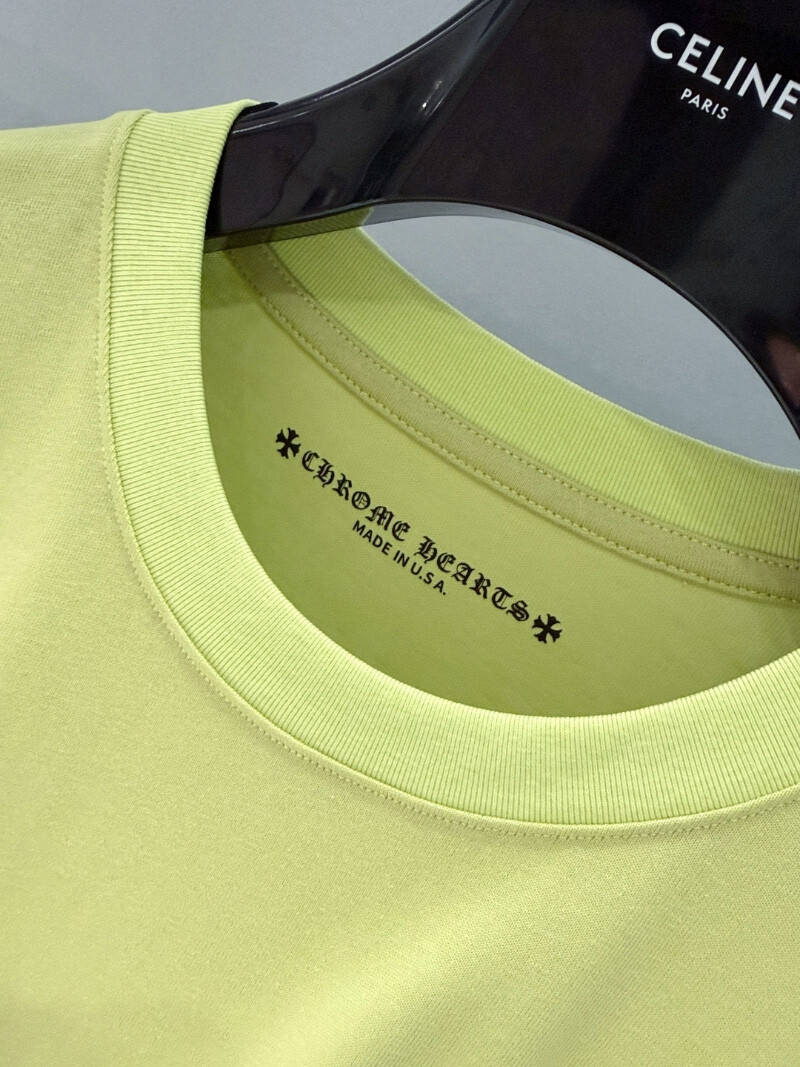 CELINE
PARIS
CHROME HEARTS
MADE IN U.S.A.